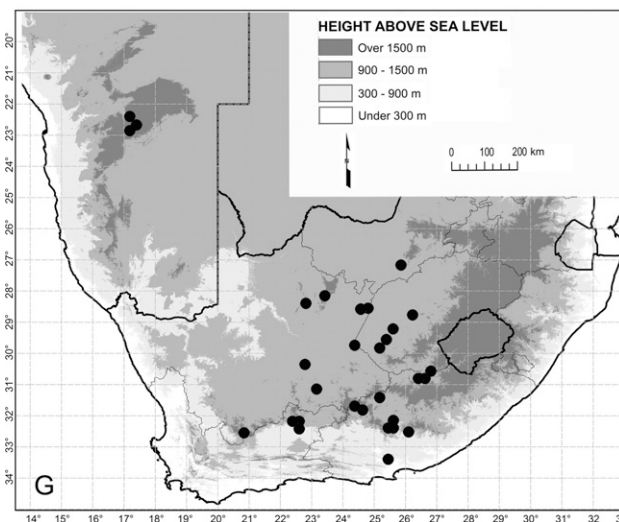 HEIGHT ABOVE SEA LEVEL
Over 1500 m
900 - 1500 m
300 - 900 m
Under 300 m
N
0 100 200 km
20°
21°
22°
23°
24°
25°
26°
27°
28°
29°
30°
31°
32°
33°
34°
G
14° 15° 16° 17° 18° 19° 20° 21° 22° 23° 24° 25° 26° 27° 28° 29° 30° 31° 32° 33